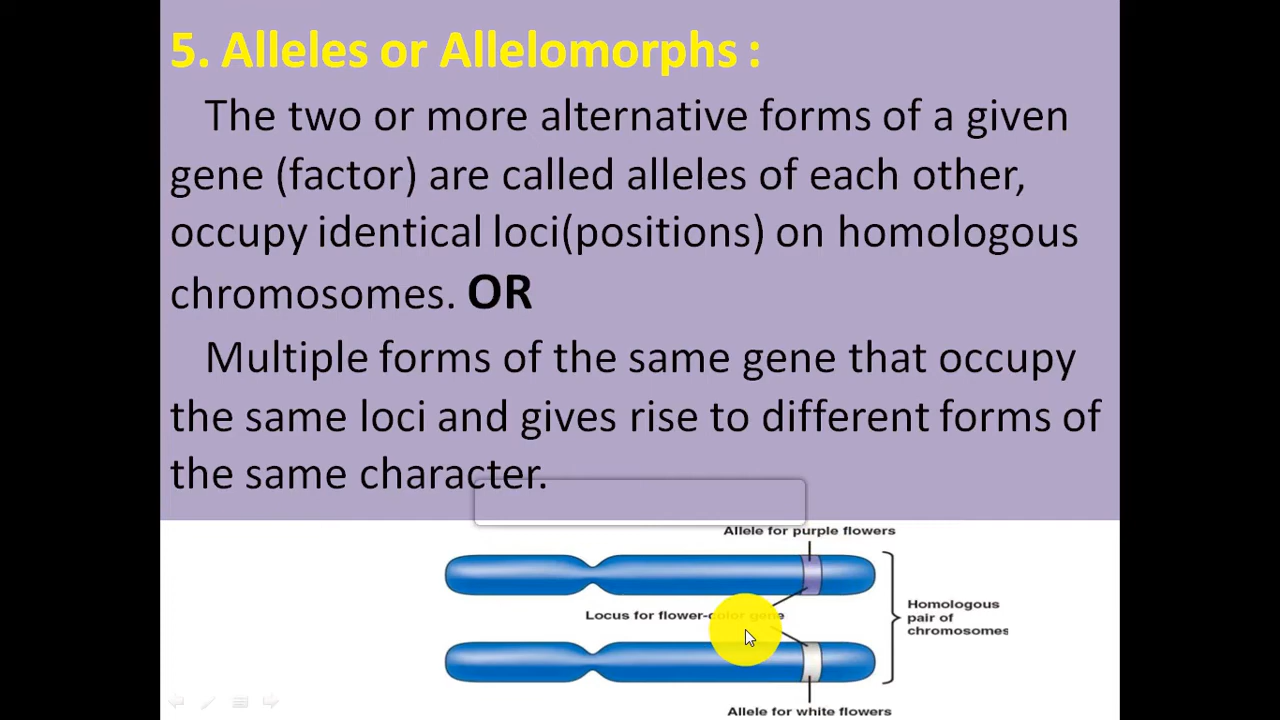 5. Alleles or Allelomorphs :
The two or more alternative forms of a given
gene (factor) are called alleles of each other,
occupy identical loci(positions) on homologous
chromosomes. OR
Multiple forms of the same gene that occupy
the same loci and gives rise to different forms of
the same character.
Allele for purple flowers
Locus for flower-color gene
Homologous
pair of
chromosomes
Allele for white flowers